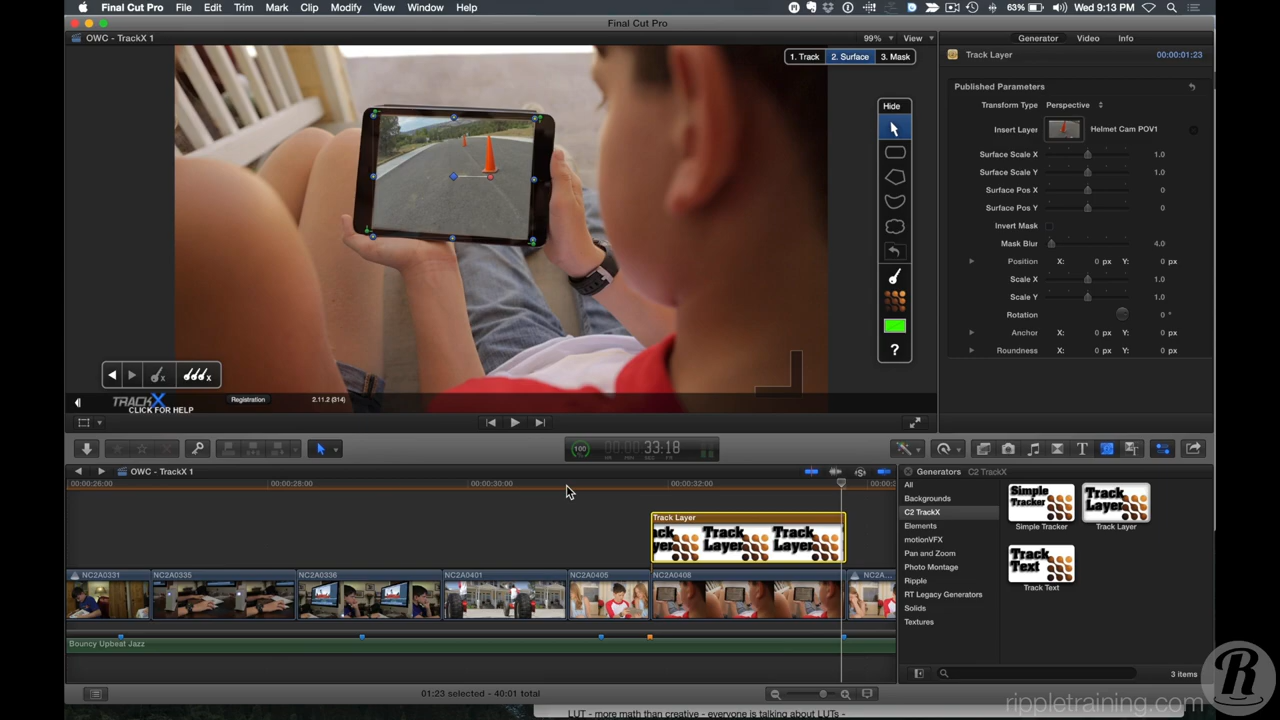 Final Cut Pro File Edit Trim Mark Clip Modify View Window Help 63% Wed 9:13 PM
Final Cut Pro
OWC - TrackX 1 99% View
Generator Video Info
1. Track 2. Surface 3. Mask
Track Layer 00:00:01:23
Published Parameters
Transform Type Perspective
Hide
Insert Layer Helmet Cam POV1
Surface Scale X 1.0
Surface Scale Y 1.0
Surface Pos X 0
Surface Pos Y 0
Invert Mask
Mask Blur 4.0
Position X: 0 px Y: 0 px
Scale X 1.0
Scale Y 1.0
Rotation 0 °
Anchor X: 0 px Y: 0 px
Roundness X: 0 px Y: 0 px
?
TRACKX Registration 2.11.2 (314)
CLICK FOR HELP
100 33:18
OWC - TrackX 1
Generators C2 TrackX
00:00:26:00 00:00:28:00 00:00:30:00 00:00:32:00
All
Backgrounds
C2 TrackX
Elements
motionVFX
Pan and Zoom
Photo Montage
Ripple
RT Legacy Generators
Solids
Textures
Simple Tracker
Simple Tracker
Track Layer
Track Layer
Track Text
Track Text
Track Layer
Layer Track Layer Track Layer
NC2A0331 NC2A0335 NC2A0336 NC2A0401 NC2A0405 NC2A0408 NC2A...
Bouncy Upbeat Jazz
3 items
01:23 selected - 40:01 total
R
rippletraining.com
LUT - more math than creative - everyone is talking about LUTs -